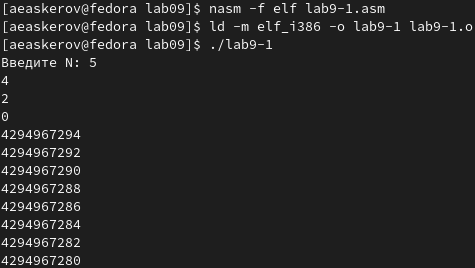 [aeaskerov@fedora lab09]$ nasm -f elf lab9-1.asm
[aeaskerov@fedora lab09]$ ld -m elf_i386 -o lab9-1 lab9-1.o
[aeaskerov@fedora lab09]$ ./lab9-1
Введите N: 5
4
2
0
4294967294
4294967292
4294967290
4294967288
4294967286
4294967284
4294967282
4294967280